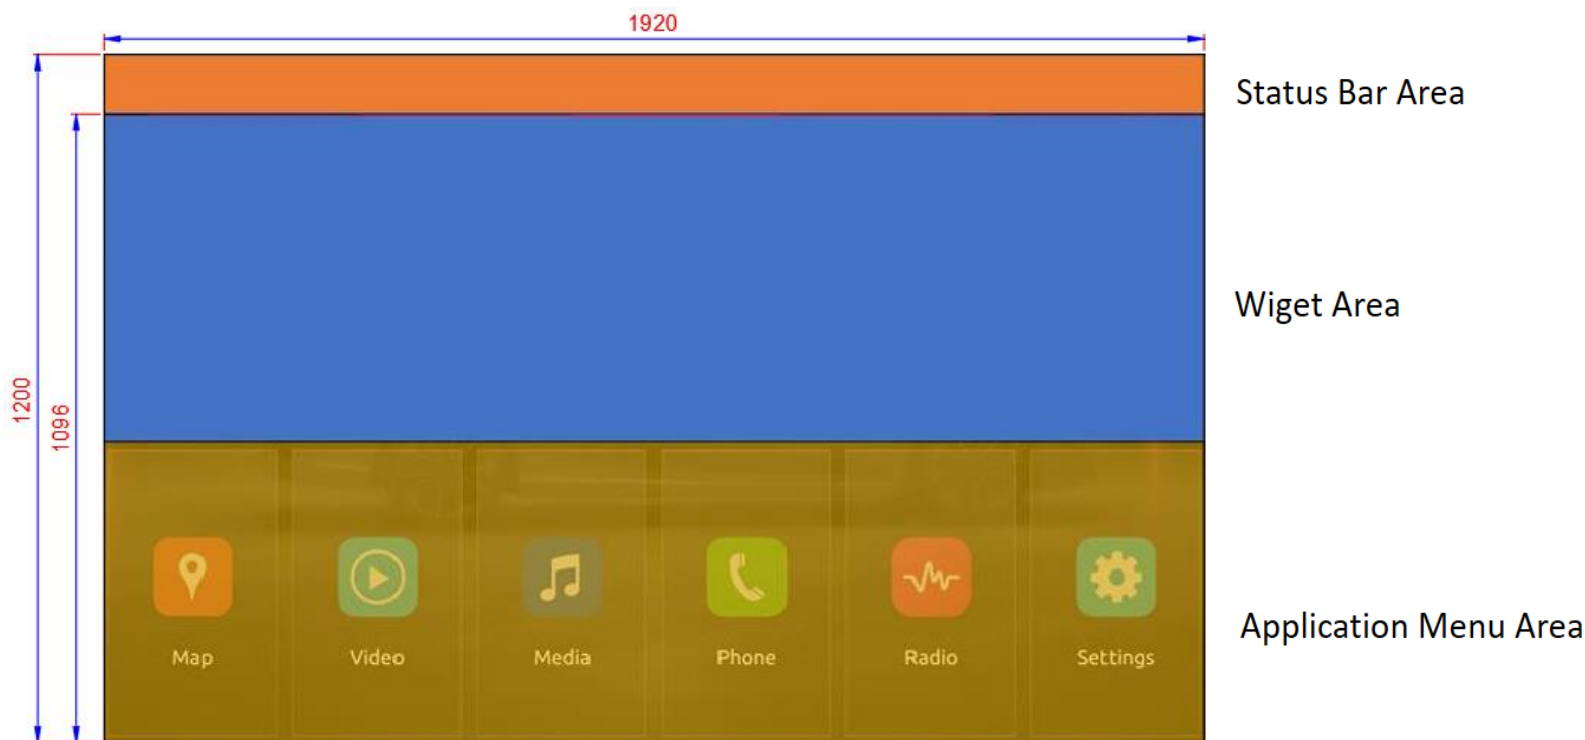 1920
Status Bar Area
Wiget Area
1200
1096
Application Menu Area
Map
Video
Media
Phone
Radio
Settings